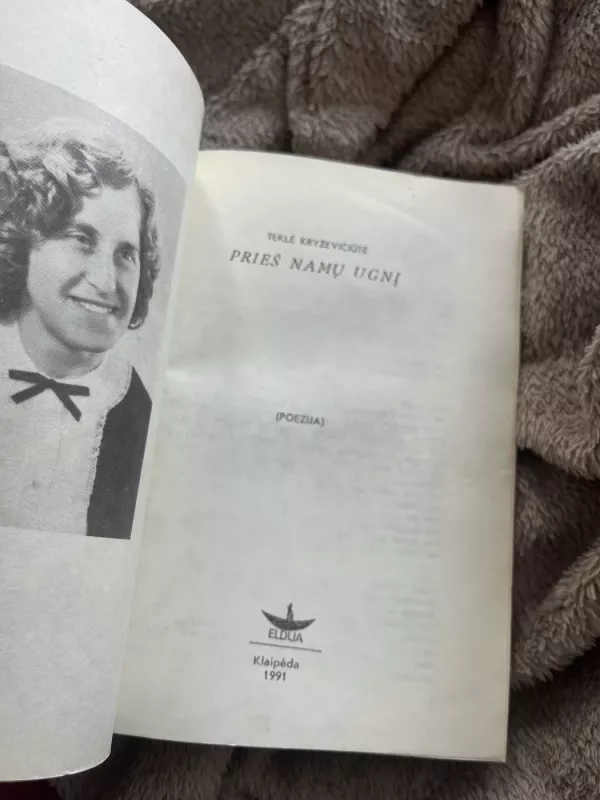 TEKLĖ KRYŽEVIČIŪTĖ
PRIEŠ NAMŲ UGNĮ
(POEZIJA)
ELDIJA
Klaipėda
1991